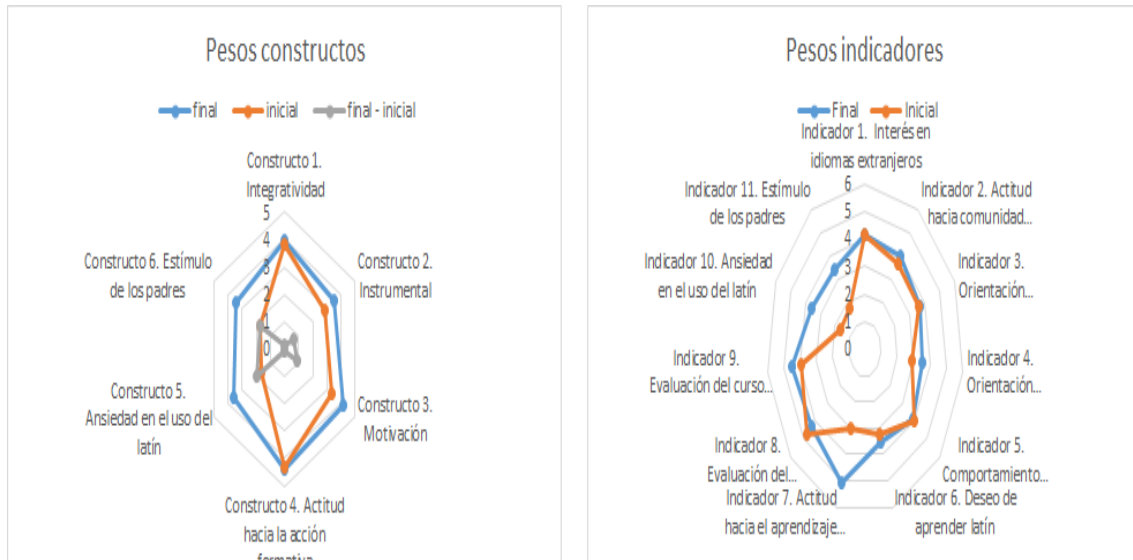 Pesos constructos
final inicial final - inicial
Constructo 1.
Integratividad
5
4
3
2
1
0
Constructo 2.
Instrumental
Constructo 3.
Motivación
Constructo 4. Actitud
hacia la acción
formativa
Constructo 5.
Ansiedad en el uso del
latín
Constructo 6. Estímulo
de los padres
Pesos indicadores
Final Inicial
Indicador 1. Interés en
idiomas extranjeros
6
5
4
3
2
1
0
Indicador 2. Actitud
hacia comunidad...
Indicador 3.
Orientación...
Indicador 4.
Orientación...
Indicador 5.
Comportamiento...
Indicador 6. Deseo de
aprender latín
Indicador 7. Actitud
hacia el aprendizaje...
Indicador 8.
Evaluación del...
Indicador 9.
Evaluación del curso...
Indicador 10. Ansiedad
en el uso del latín
Indicador 11. Estímulo
de los padres